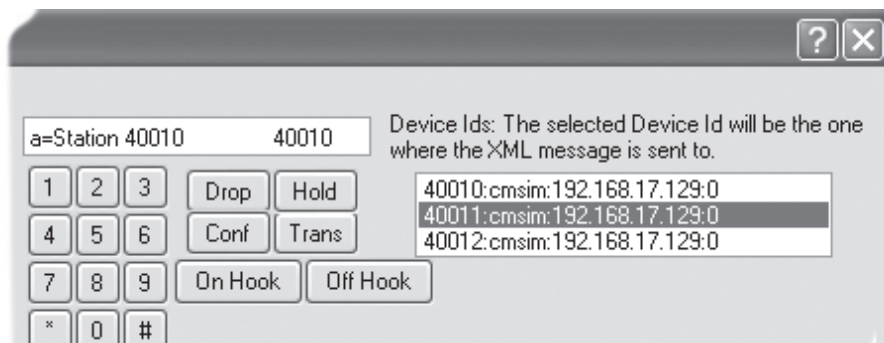 ? X
a=Station 40010 40010
Device Ids: The selected Device Id will be the one
where the XML message is sent to.
1 2 3 Drop Hold
40010:cmsim:192.168.17.129:0
40011:cmsim:192.168.17.129:0
40012:cmsim:192.168.17.129:0
4 5 6 Conf Trans
7 8 9 On Hook Off Hook
* 0 #